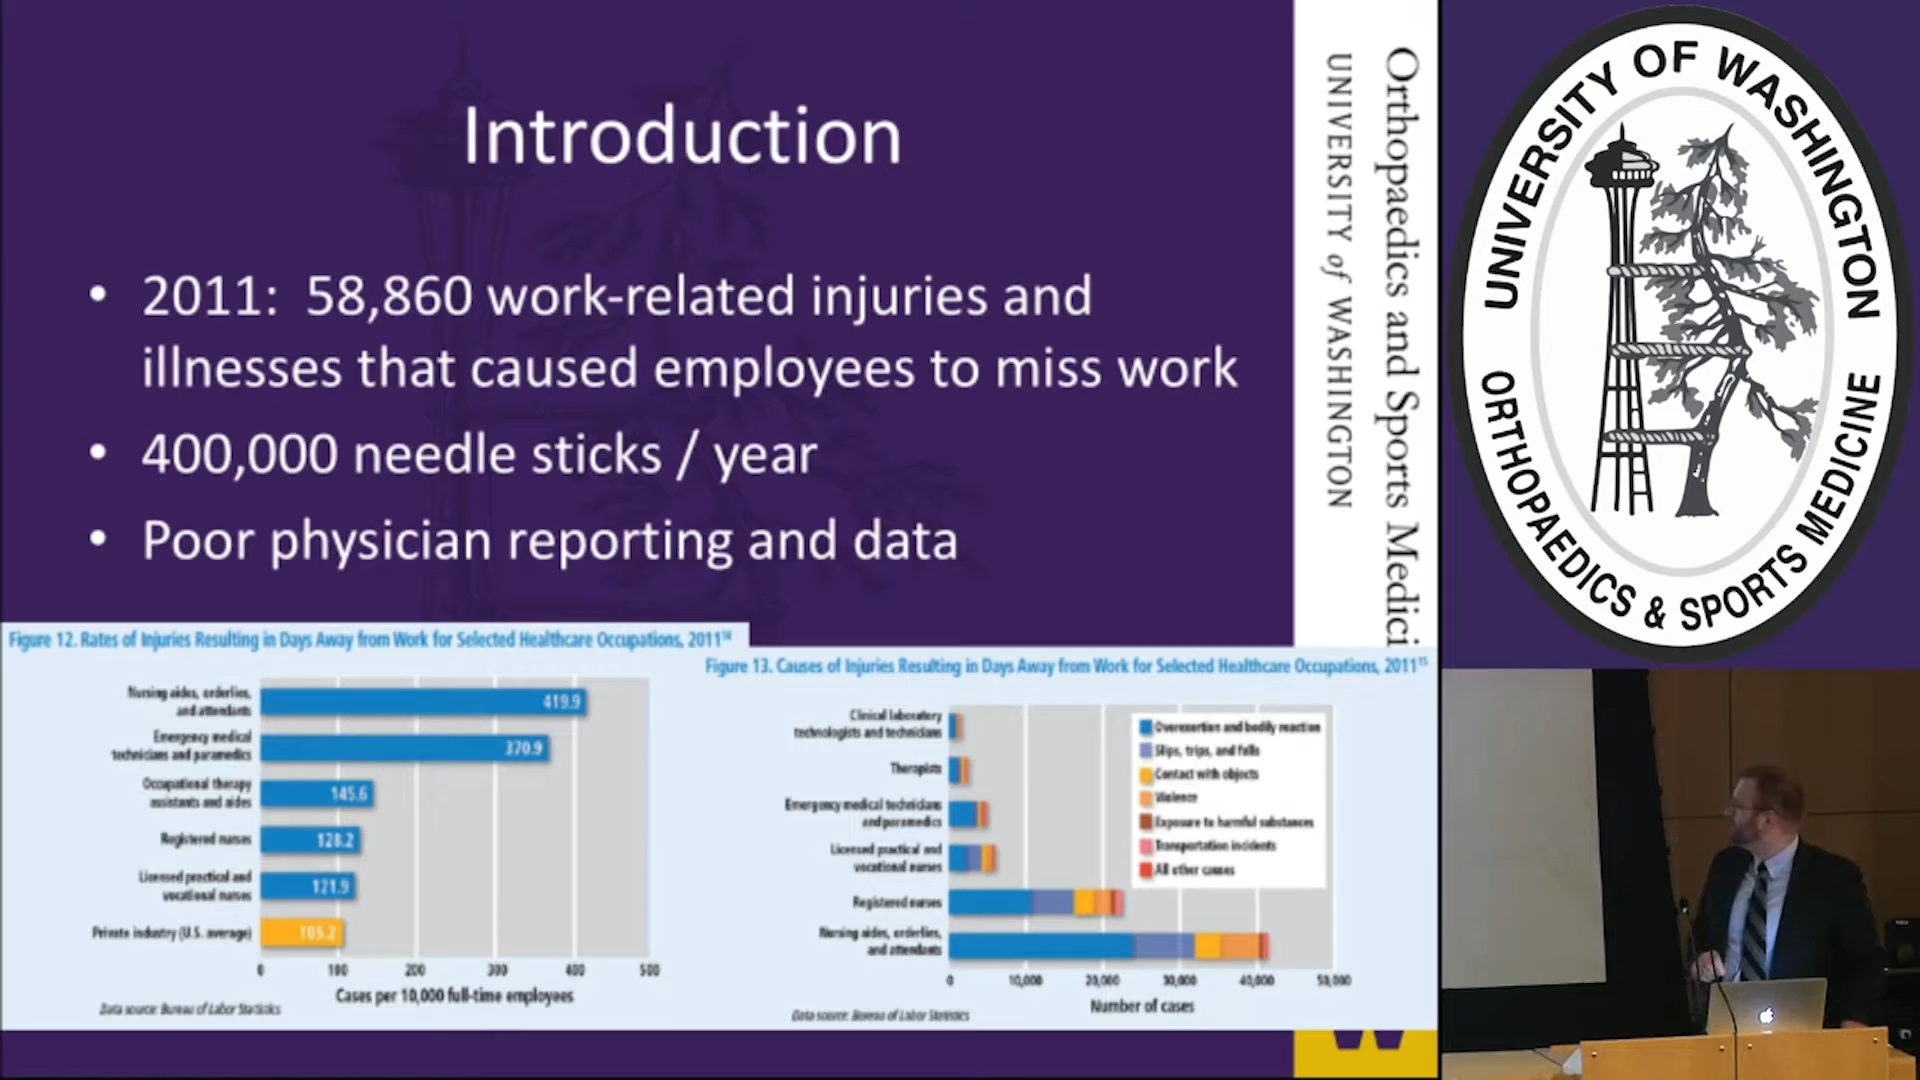 Introduction
• 2011: 58,860 work-related injuries and
illnesses that caused employees to miss work
• 400,000 needle sticks / year
• Poor physician reporting and data
Orthopaedics and Sports Medici
UNIVERSITY of WASHINGTON
UNIVERSITY OF WASHINGTON
ORTHOPAEDICS & SPORTS MEDICINE
Figure 12. Rates of Injuries Resulting in Days Away from Work for Selected Healthcare Occupations, 2011¹⁴
Nursing aides, orderlies,
and attendants
419.9
Emergency medical
technicians and paramedics
370.9
Occupational therapy
assistants and aides
145.6
Registered nurses
128.2
Licensed practical and
vocational nurses
121.9
Private industry (U.S. average)
105.2
0 100 200 300 400 500
Cases per 10,000 full-time employees
Data source: Bureau of Labor Statistics
Figure 13. Causes of Injuries Resulting in Days Away from Work for Selected Healthcare Occupations, 2011¹⁵
Clinical laboratory
technologists and technicians
Therapists
Emergency medical technicians
and paramedics
Licensed practical and
vocational nurses
Registered nurses
Nursing aides, orderlies,
and attendants
Overexertion and bodily reaction
Slips, trips, and falls
Contact with objects
Violence
Exposure to harmful substances
Transportation incidents
All other causes
0 10,000 20,000 30,000 40,000 50,000
Number of cases
Data source: Bureau of Labor Statistics
W